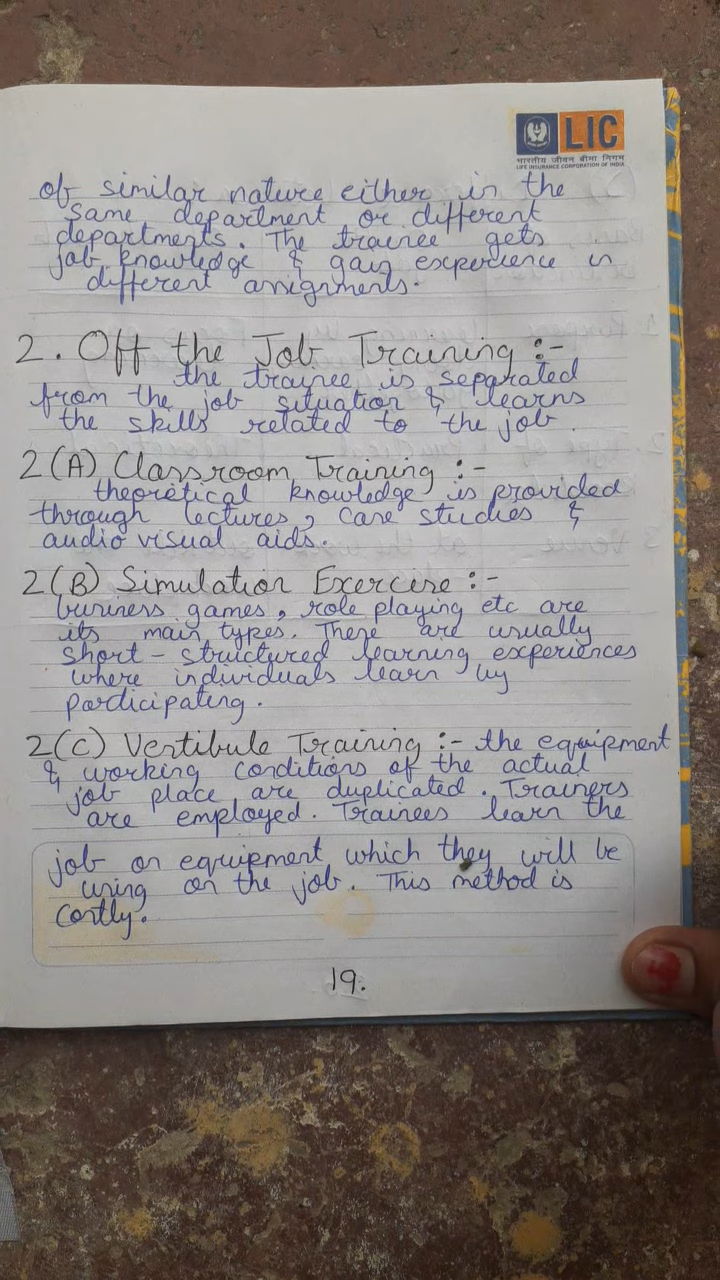 LIC
भारतीय जीवन बीमा निगम
LIFE INSURANCE CORPORATION OF INDIA
of similar nature either in the
same department or different
departments. The trainee gets
job knowledge & gain experience in
different assignments.
2. Off the Job Training :-
the trainee is separated
from the job situation & learns
the skills related to the job.
2(A) Classroom Training :-
theoretical knowledge is provided
through lectures, case studies &
audio visual aids.
2(B) Simulation Exercise :-
business games, role playing etc are
its main types. These are usually
short-structured learning experiences
where individuals learn by
participating.
2(C) Vestibule Training :- the equipment
& working conditions of the actual
job place are duplicated. Trainers
are employed. Trainees learn the
job on equipment which they will be
using on the job. This method is
costly.
19.